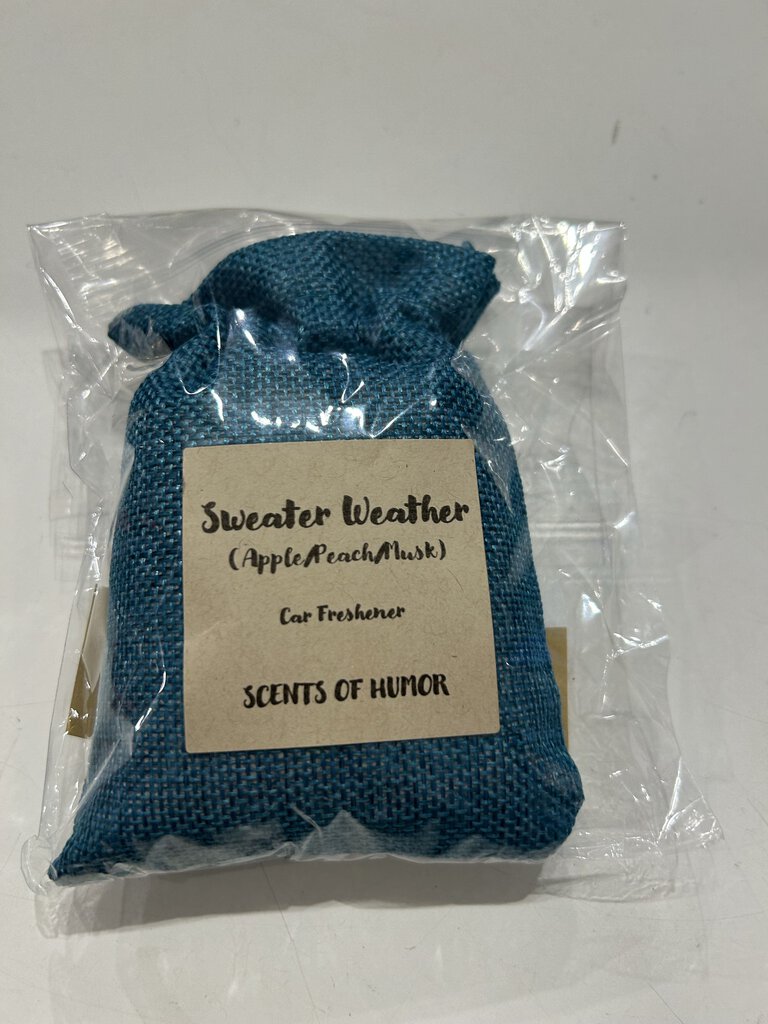 Sweater Weather
(Apple/Peach/Musk)
Car Freshener
SCENTS OF HUMOR